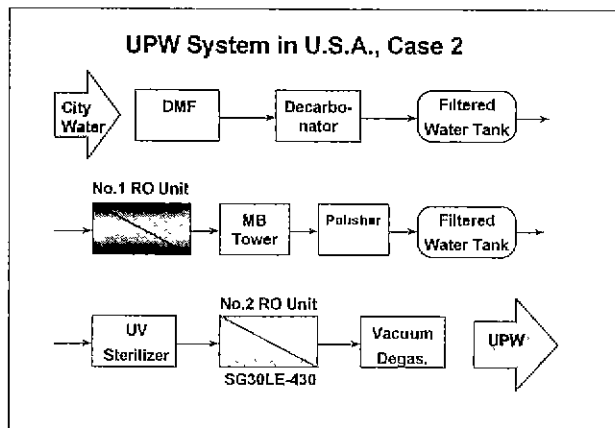 UPW System in U.S.A., Case 2
City
Water
DMF
Decarbo-
nator
Filtered
Water Tank
No.1 RO Unit
MB
Tower
Polisher
Filtered
Water Tank
UV
Sterilizer
No.2 RO Unit
SG30LE-430
Vacuum
Degas.
UPW